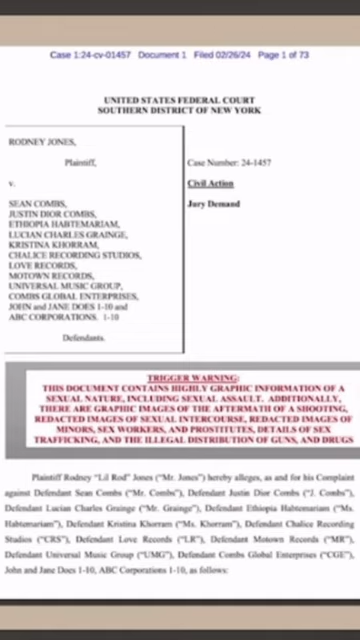 Case 1:24-cv-01457 Document 1 Filed 02/26/24 Page 1 of 73
UNITED STATES FEDERAL COURT
SOUTHERN DISTRICT OF NEW YORK
RODNEY JONES,
Plaintiff,
v.
SEAN COMBS,
JUSTIN DIOR COMBS,
ETHIOPIA HABTEMARIAM,
LUCIAN CHARLES GRAINGE,
KRISTINA KHORRAM,
CHALICE RECORDING STUDIOS,
LOVE RECORDS,
MOTOWN RECORDS,
UNIVERSAL MUSIC GROUP,
COMBS GLOBAL ENTERPRISES,
JOHN and JANE DOES 1-10 and
ABC CORPORATIONS. 1-10
Defendants.
Case Number: 24-1457
Civil Action
Jury Demand
TRIGGER WARNING:
THIS DOCUMENT CONTAINS HIGHLY GRAPHIC INFORMATION OF A
SEXUAL NATURE, INCLUDING SEXUAL ASSAULT. ADDITIONALLY,
THERE ARE GRAPHIC IMAGES OF THE AFTERMATH OF A SHOOTING,
REDACTED IMAGES OF SEXUAL INTERCOURSE, REDACTED IMAGES OF
MINORS, SEX WORKERS, AND PROSTITUTES, DETAILS OF SEX
TRAFFICKING, AND THE ILLEGAL DISTRIBUTION OF GUNS, AND DRUGS
Plaintiff Rodney "Lil Rod" Jones ("Mr. Jones") hereby alleges, as and for his Complaint
against Defendant Sean Combs ("Mr. Combs"), Defendant Justin Dior Combs ("J. Combs"),
Defendant Lucian Charles Grainge ("Mr. Grainge"), Defendant Ethiopia Habtemariam ("Ms.
Habtemariam"), Defendant Kristina Khorram ("Ms. Khorram"), Defendant Chalice Recording
Studios ("CRS"), Defendant Love Records ("LR"), Defendant Motown Records ("MR"),
Defendant Universal Music Group ("UMG"), Defendant Combs Global Enterprises ("CGE"),
John and Jane Does 1-10, ABC Corporations 1-10, as follows: